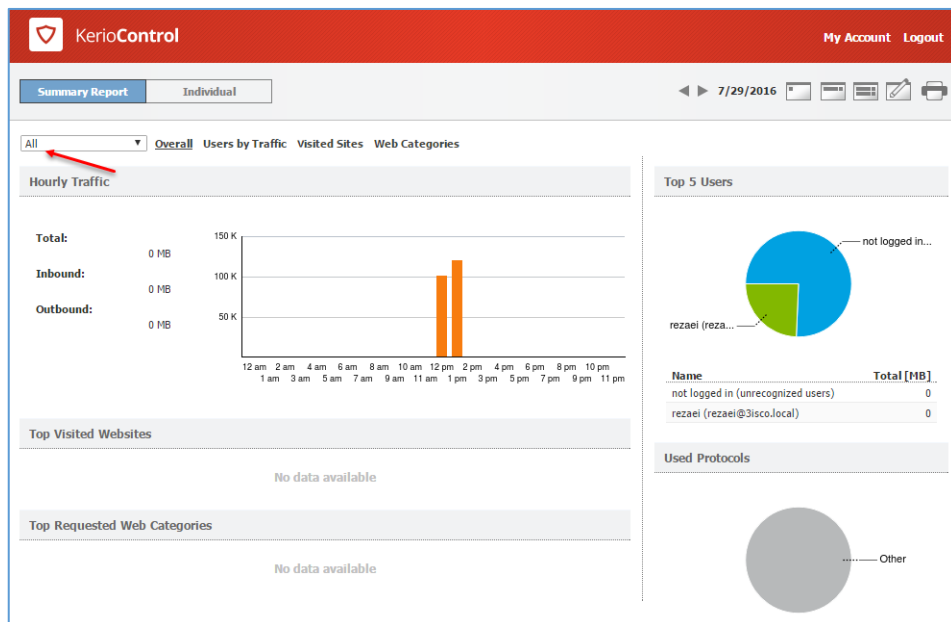 KerioControl
My Account Logout
Summary Report Individual
7/29/2016
All Overall Users by Traffic Visited Sites Web Categories
Hourly Traffic
Total:
0 MB
Inbound:
0 MB
Outbound:
0 MB
150 K
100 K
50 K
12 am 2 am 4 am 6 am 8 am 10 am 12 pm 2 pm 4 pm 6 pm 8 pm 10 pm
1 am 3 am 5 am 7 am 9 am 11 am 1 pm 3 pm 5 pm 7 pm 9 pm 11 pm
Top Visited Websites
No data available
Top Requested Web Categories
No data available
Top 5 Users
not logged in...
rezaei (reza...
Name Total [MB]
not logged in (unrecognized users) 0
rezaei (rezaei@3isco.local) 0
Used Protocols
Other